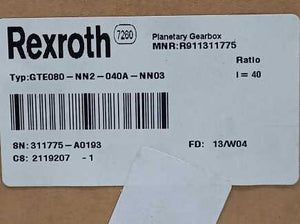 Rexroth 7260
Planetary Gearbox
MNR:R911311775
Ratio
Typ:GTE080-NN2-040A-NN03 I= 40
SN: 311775-A0193 FD: 13/W04
CS: 2119207 -1